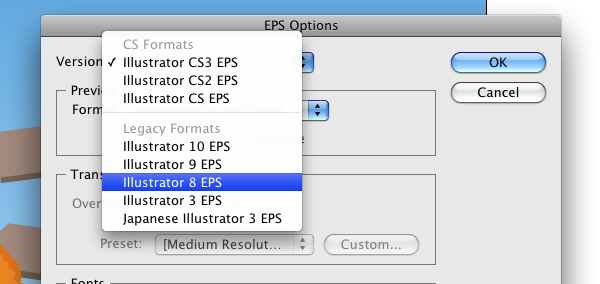 EPS Options
Version
CS Formats
✓ Illustrator CS3 EPS
Illustrator CS2 EPS
Illustrator CS EPS
Legacy Formats
Illustrator 10 EPS
Illustrator 9 EPS
Illustrator 8 EPS
Illustrator 3 EPS
Japanese Illustrator 3 EPS
OK
Cancel
Previ
Form
Trans
Over
Preset: [Medium Resolut... Custom...
Fonts